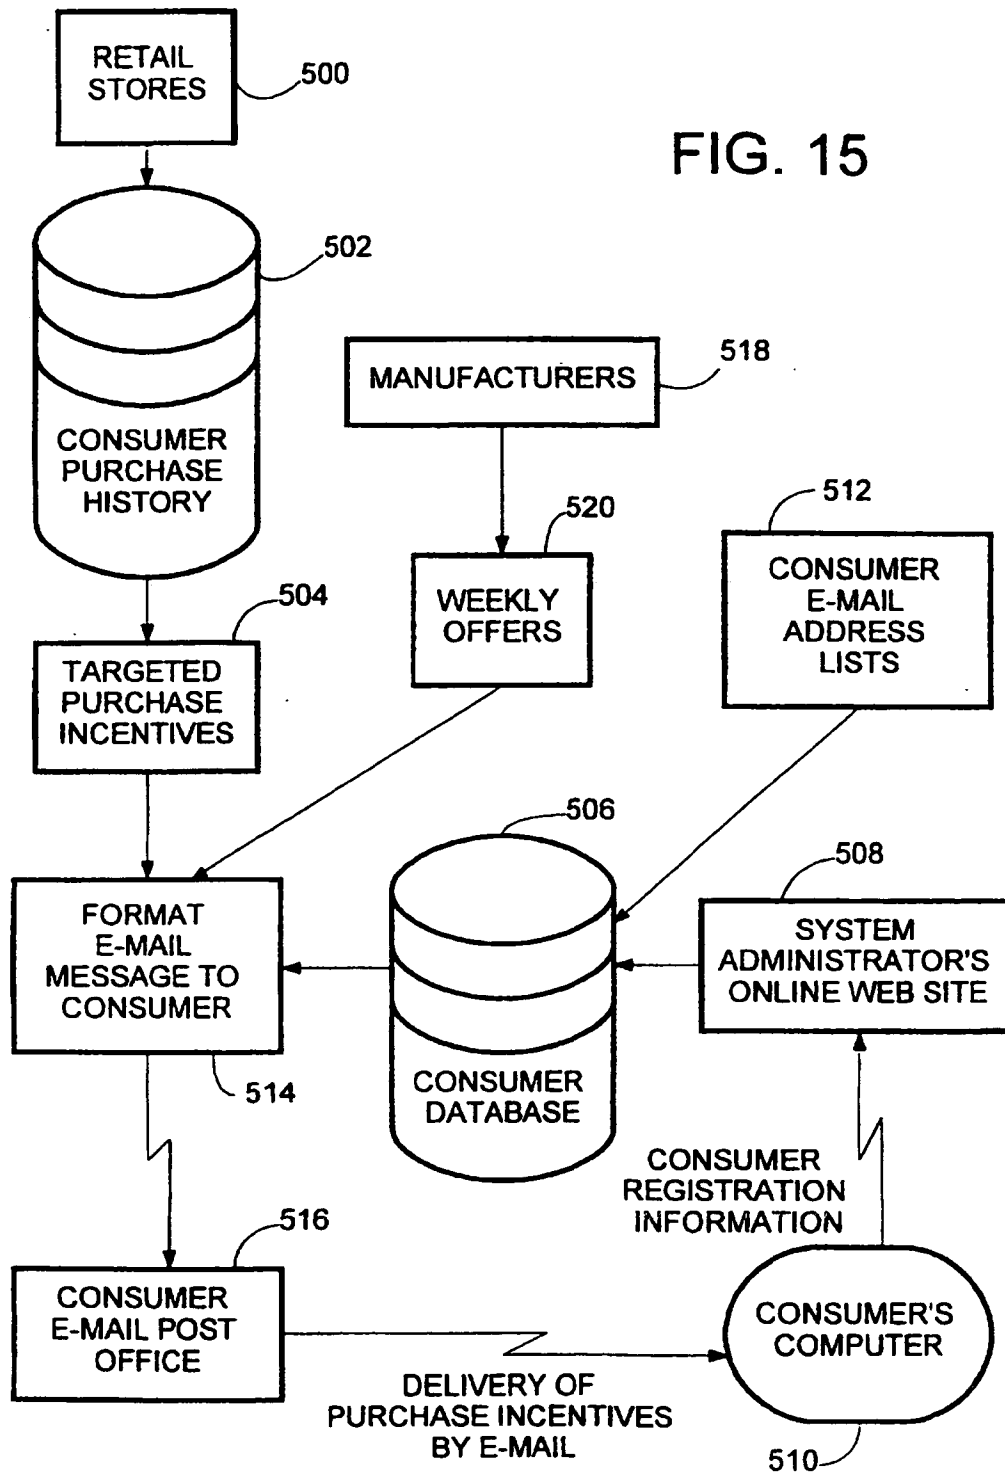 RETAIL
STORES
500
FIG. 15
502
CONSUMER
PURCHASE
HISTORY
MANUFACTURERS
518
520
WEEKLY
OFFERS
512
CONSUMER
E-MAIL
ADDRESS
LISTS
504
TARGETED
PURCHASE
INCENTIVES
506
CONSUMER
DATABASE
508
SYSTEM
ADMINISTRATOR'S
ONLINE WEB SITE
FORMAT
E-MAIL
MESSAGE TO
CONSUMER
514
CONSUMER
REGISTRATION
INFORMATION
516
CONSUMER
E-MAIL POST
OFFICE
DELIVERY OF
PURCHASE INCENTIVES
BY E-MAIL
CONSUMER'S
COMPUTER
510